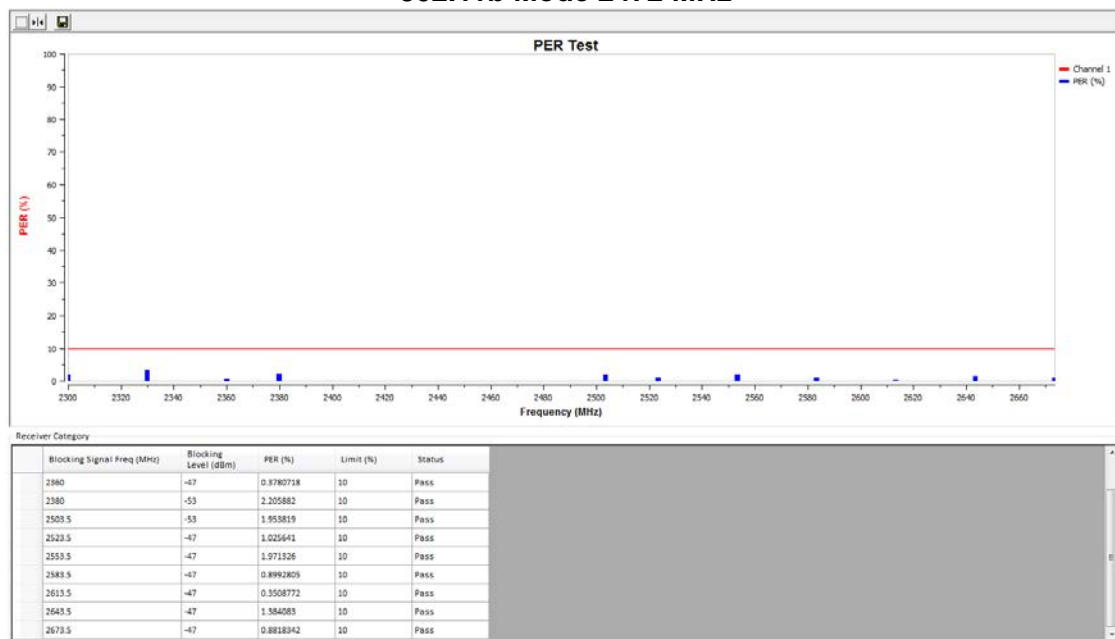 PER Test
Channel 1
PER (%)
PER (%)
100
90
80
70
60
50
40
30
20
10
0
2300 2320 2340 2360 2380 2400 2420 2440 2460 2480 2500 2520 2540 2560 2580 2600 2620 2640 2660
Frequency (MHz)
Receiver Category
Blocking Signal Freq (MHz) Blocking Level (dBm) PER (%) Limit (%) Status
2360 -47 0.3780718 10 Pass
2380 -53 2.205882 10 Pass
2503.5 -53 1.953819 10 Pass
2523.5 -47 1.025641 10 Pass
2553.5 -47 1.971326 10 Pass
2583.5 -47 0.8992805 10 Pass
2613.5 -47 0.3508772 10 Pass
2643.5 -47 1.384083 10 Pass
2673.5 -47 0.8818342 10 Pass